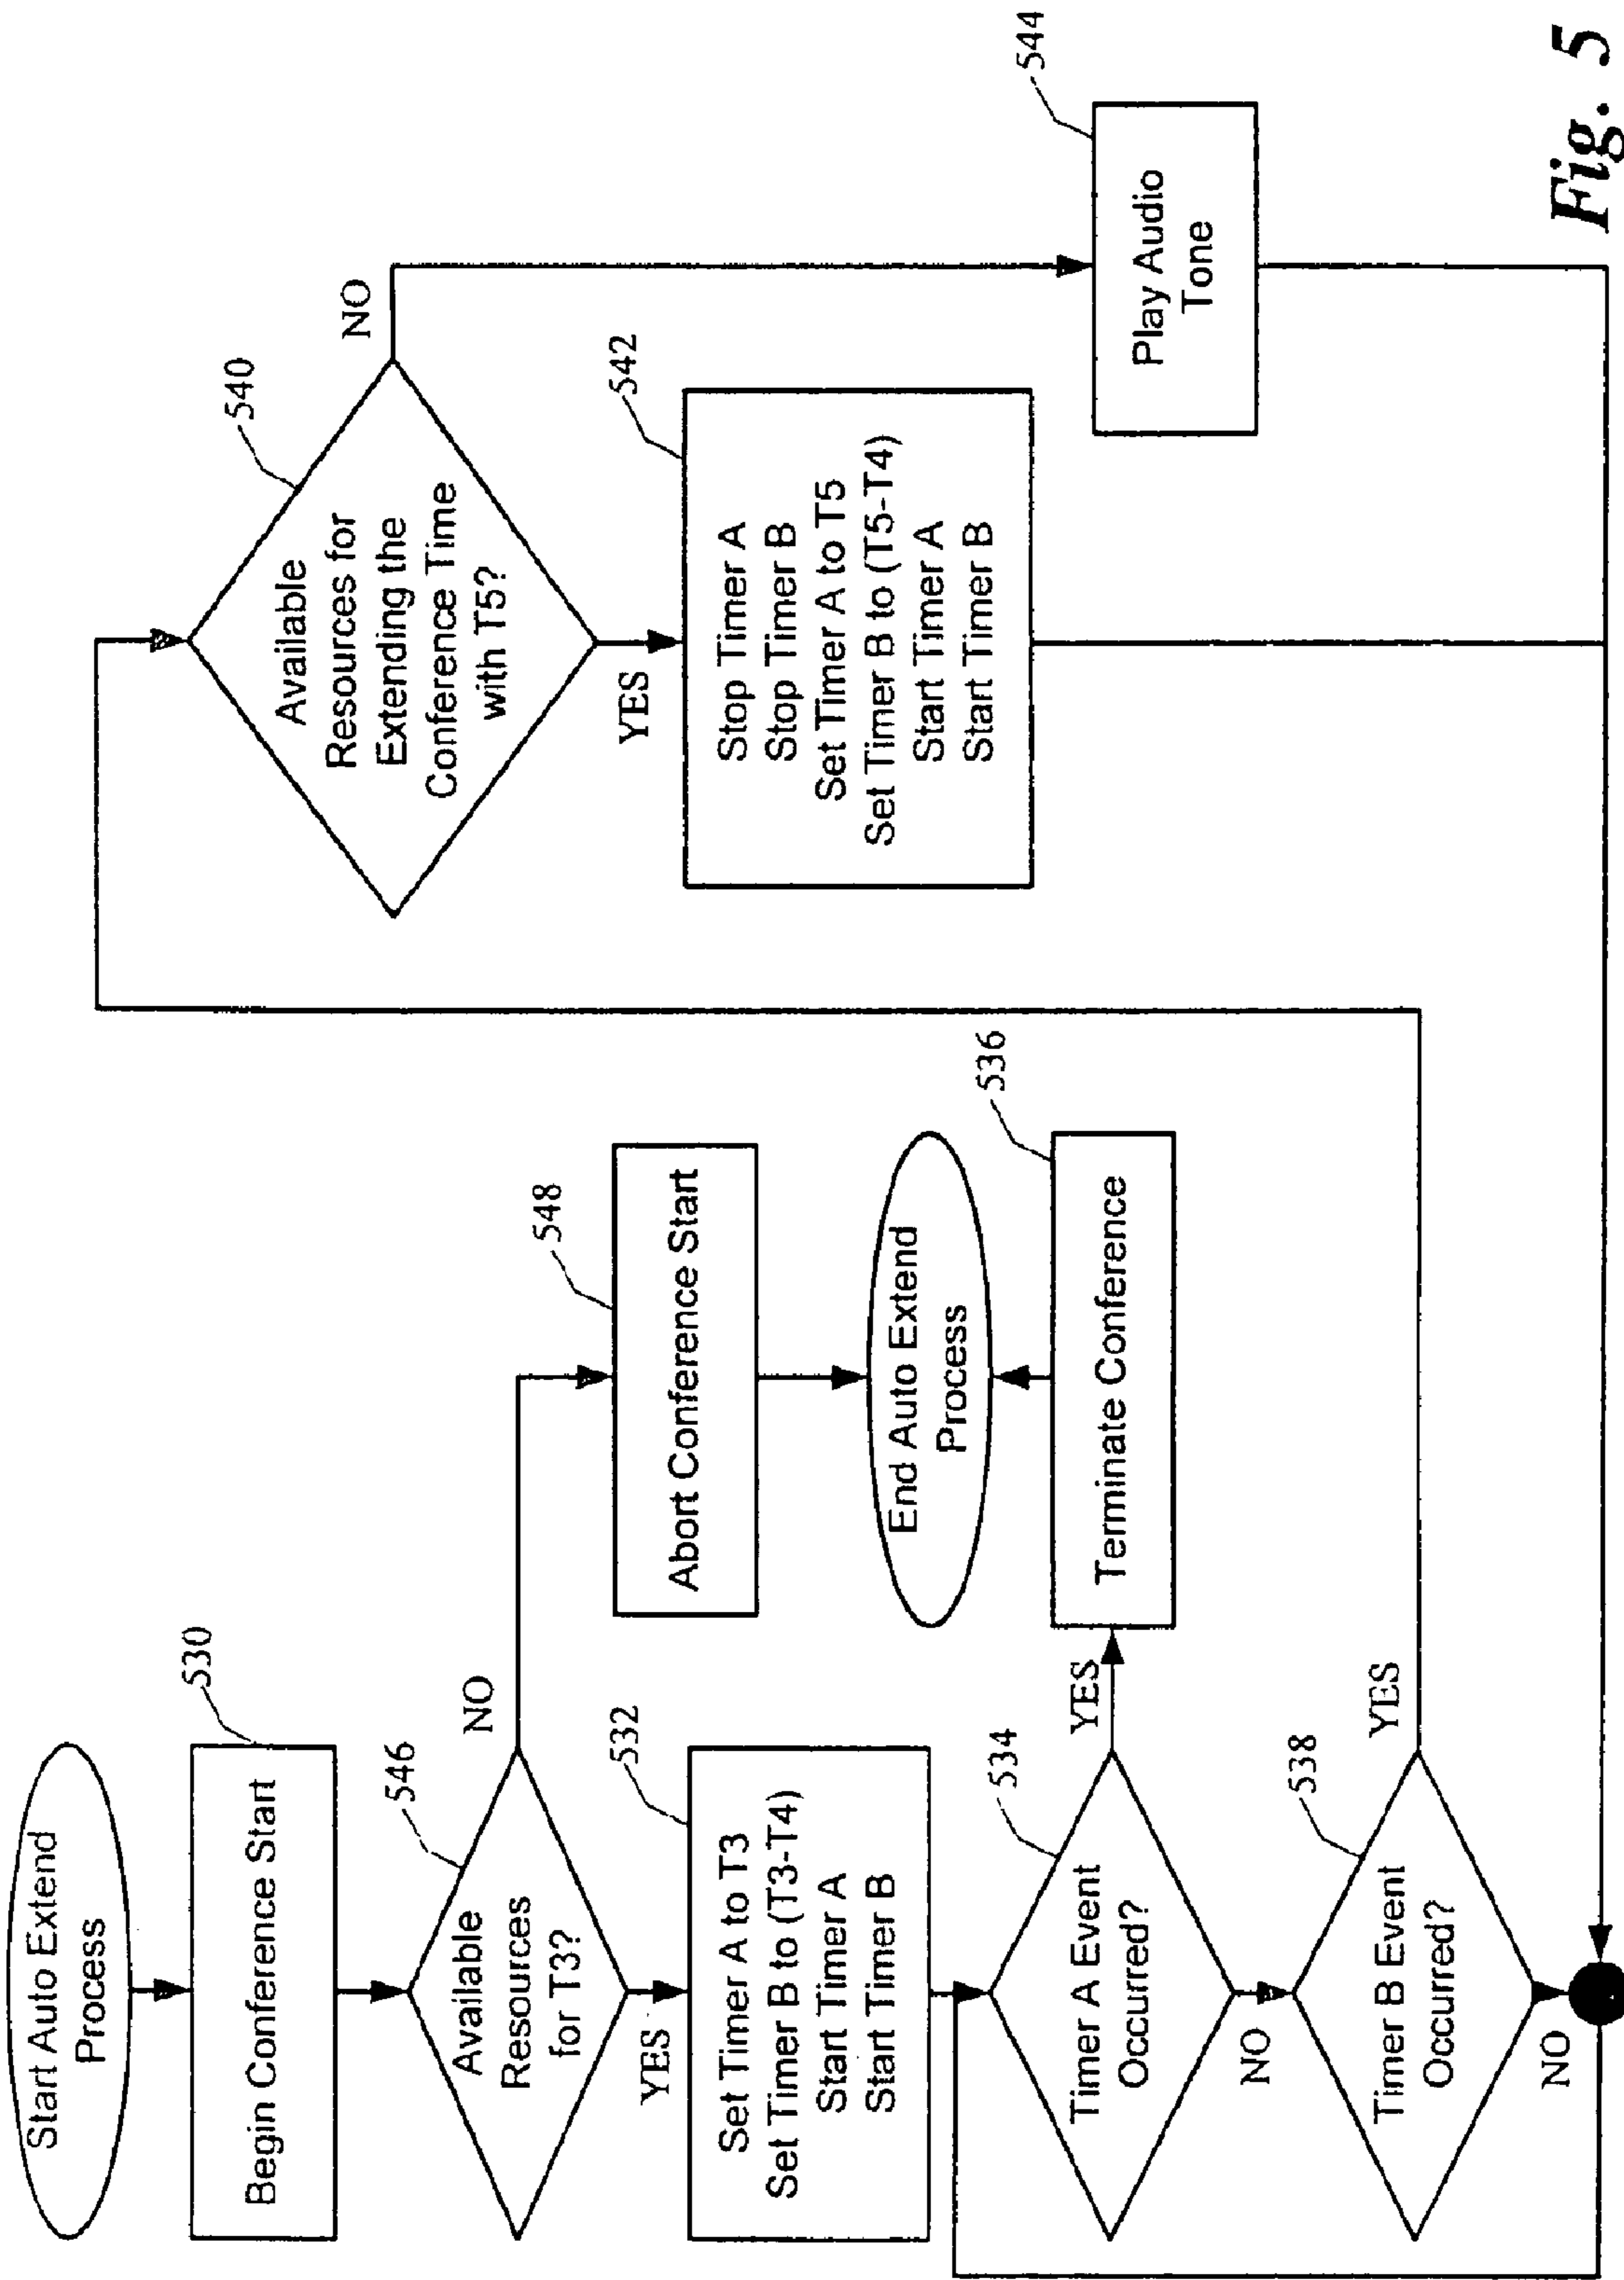 Start Auto Extend
Process
530
Begin Conference Start
546
Available
Resources
for T3?
NO
YES
532
Set Timer A to T3
Set Timer B to (T3-T4)
Start Timer A
Start Timer B
534
Timer A Event
Occurred?
YES
NO
538
Timer B Event
Occurred?
YES
NO
548
Abort Conference Start
End Auto Extend
Process
536
Terminate Conference
540
Available
Resources for
Extending the
Conference Time
with T5?
NO
YES
542
Stop Timer A
Stop Timer B
Set Timer A to T5
Set Timer B to (T5-T4)
Start Timer A
Start Timer B
544
Play Audio
Tone
Fig. 5